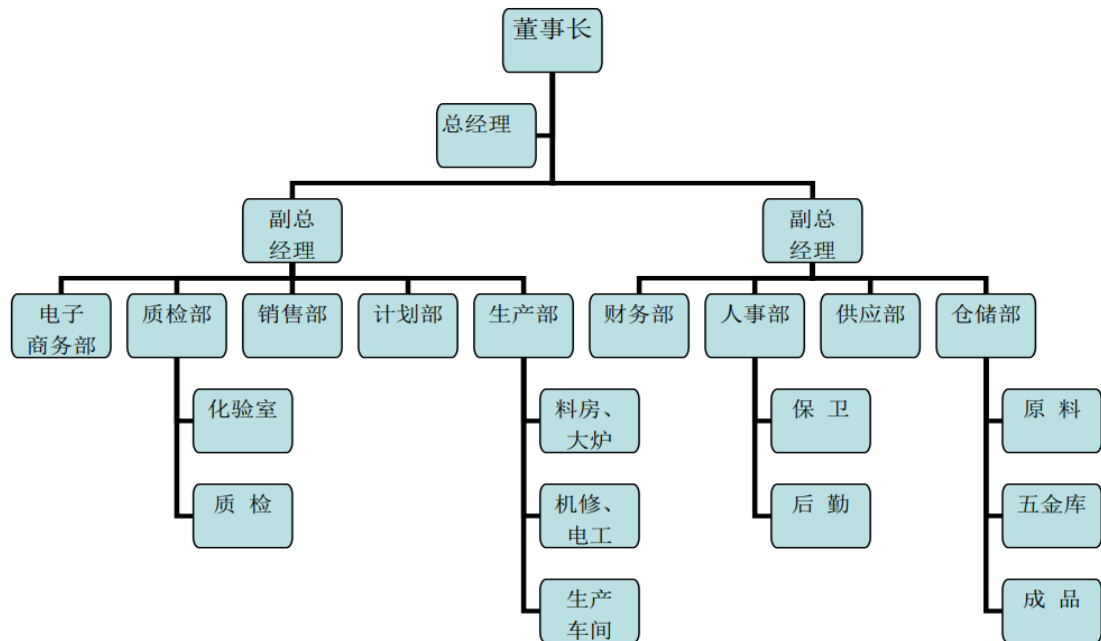 董事长
总经理
副总
经理
副总
经理
电子
商务部
质检部
销售部
计划部
生产部
财务部
人事部
供应部
仓储部
化验室
料房、
大炉
保 卫
原 料
质 检
机修、
电工
后 勤
五金库
生产
车间
成 品